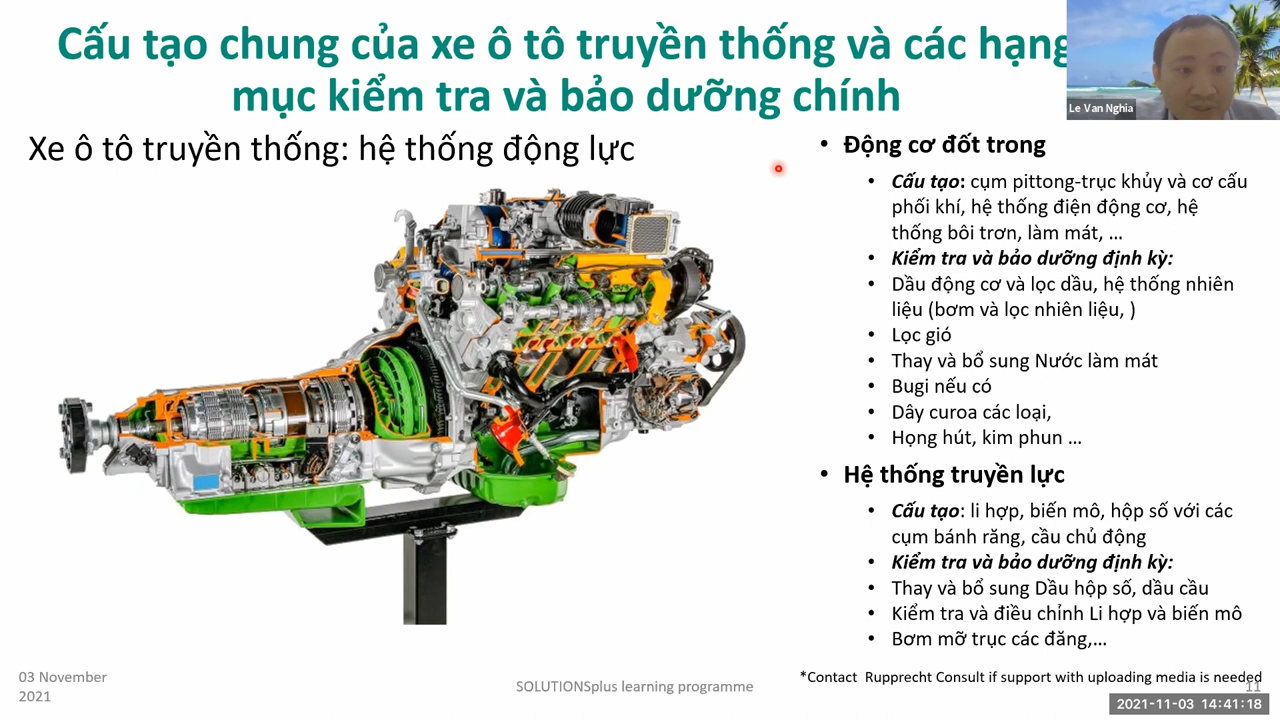 Cấu tạo chung của xe ô tô truyền thống và các hạng
mục kiểm tra và bảo dưỡng chính
Le Van Nghia
Xe ô tô truyền thống: hệ thống động lực
• Động cơ đốt trong
• Cấu tạo: cụm pittong-trục khủy và cơ cấu
phối khí, hệ thống điện động cơ, hệ
thống bôi trơn, làm mát, ...
• Kiểm tra và bảo dưỡng định kỳ:
• Dầu động cơ và lọc dầu, hệ thống nhiên
liệu (bơm và lọc nhiên liệu, )
• Lọc gió
• Thay và bổ sung Nước làm mát
• Bugi nếu có
• Dây curoa các loại,
• Họng hút, kim phun ...
• Hệ thống truyền lực
• Cấu tạo: li hợp, biến mô, hộp số với các
cụm bánh răng, cầu chủ động
• Kiểm tra và bảo dưỡng định kỳ:
• Thay và bổ sung Dầu hộp số, dầu cầu
• Kiểm tra và điều chỉnh Li hợp và biến mô
• Bơm mỡ trục các đăng,...
*Contact Rupprecht Consult if support with uploading media is needed
03 November
2021
SOLUTIONSplus learning programme
11
2021-11-03 14:41:18